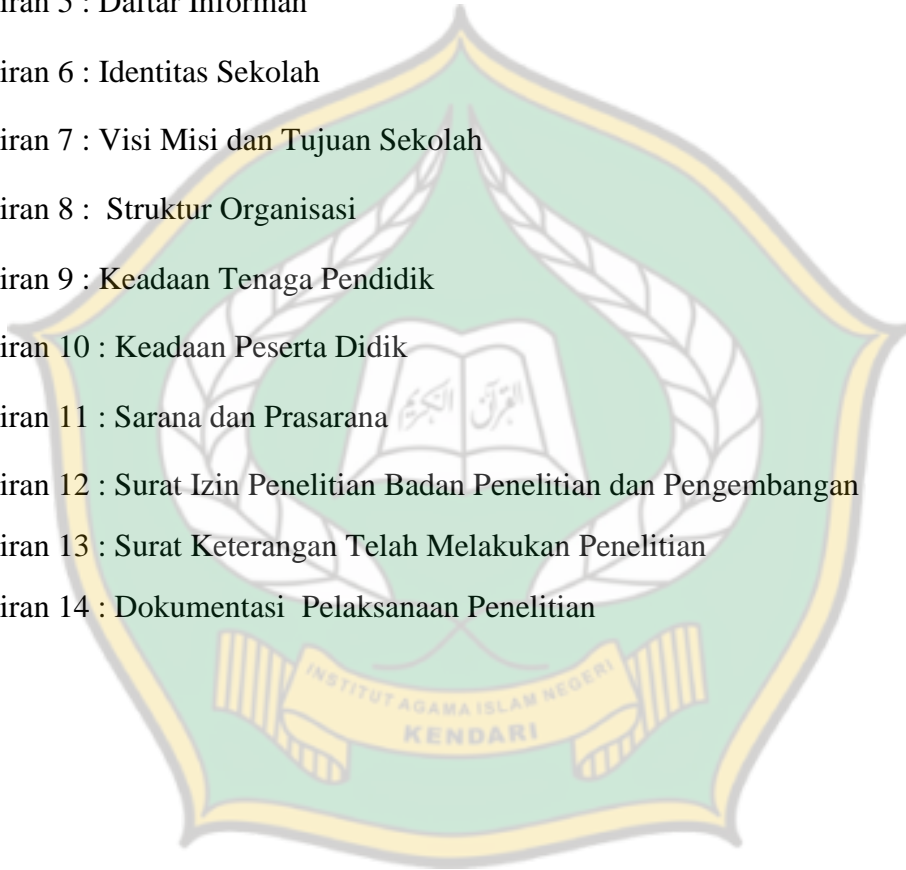 iran 5 : Daftar Informan
iran 6 : Identitas Sekolah
iran 7 : Visi Misi dan Tujuan Sekolah
iran 8 : Struktur Organisasi
iran 9 : Keadaan Tenaga Pendidik
iran 10 : Keadaan Peserta Didik
iran 11 : Sarana dan Prasarana
القرآن الكريم
iran 12 : Surat Izin Penelitian Badan Penelitian dan Pengembangan
iran 13 : Surat Keterangan Telah Melakukan Penelitian
iran 14 : Dokumentasi Pelaksanaan Penelitian
INSTITUT AGAMA ISLAM NEGERI
KENDARI